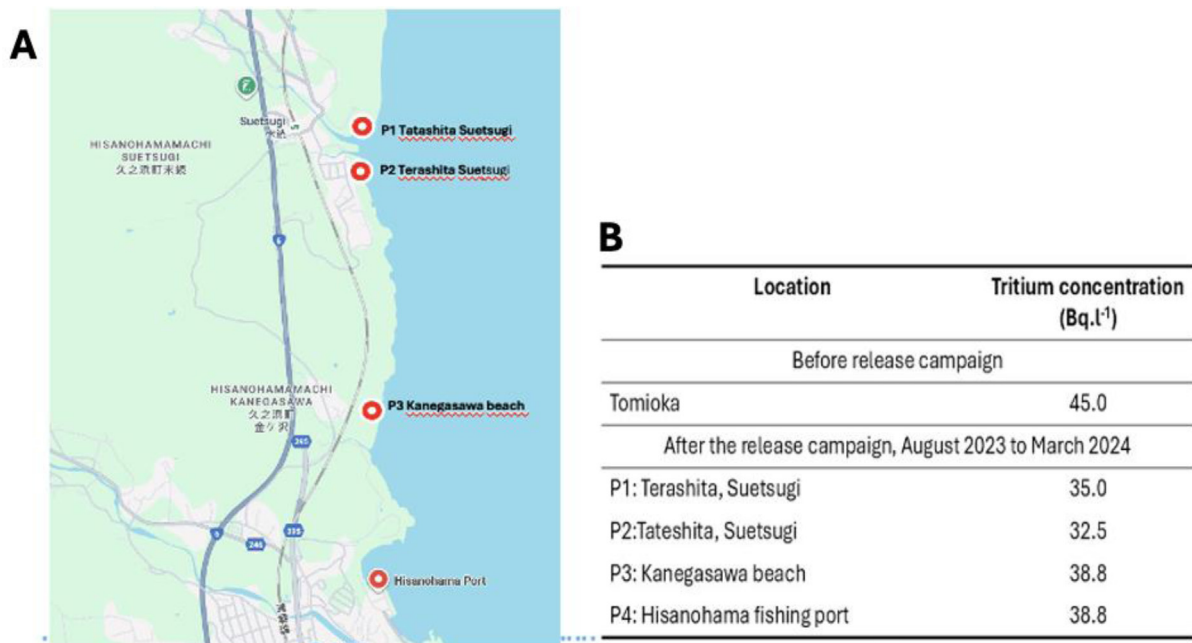 A
Suetsugi
末続
HISANOHAMAMACHI
SUETSUGI
久之浜町末続
P1 Tatashita Suetsugi
P2 Terashita Suetsugi
6
HISANOHAMAMACHI
KANEGASAWA
久之浜町
金ケ沢
P3 Kanegasawa beach
395
246
395
Hisanohama Port
B
Location Tritium concentration
(Bq.l-1)
Before release campaign
Tomioka 45.0
After the release campaign, August 2023 to March 2024
P1: Terashita, Suetsugi 35.0
P2:Tateshita, Suetsugi 32.5
P3: Kanegasawa beach 38.8
P4: Hisanohama fishing port 38.8